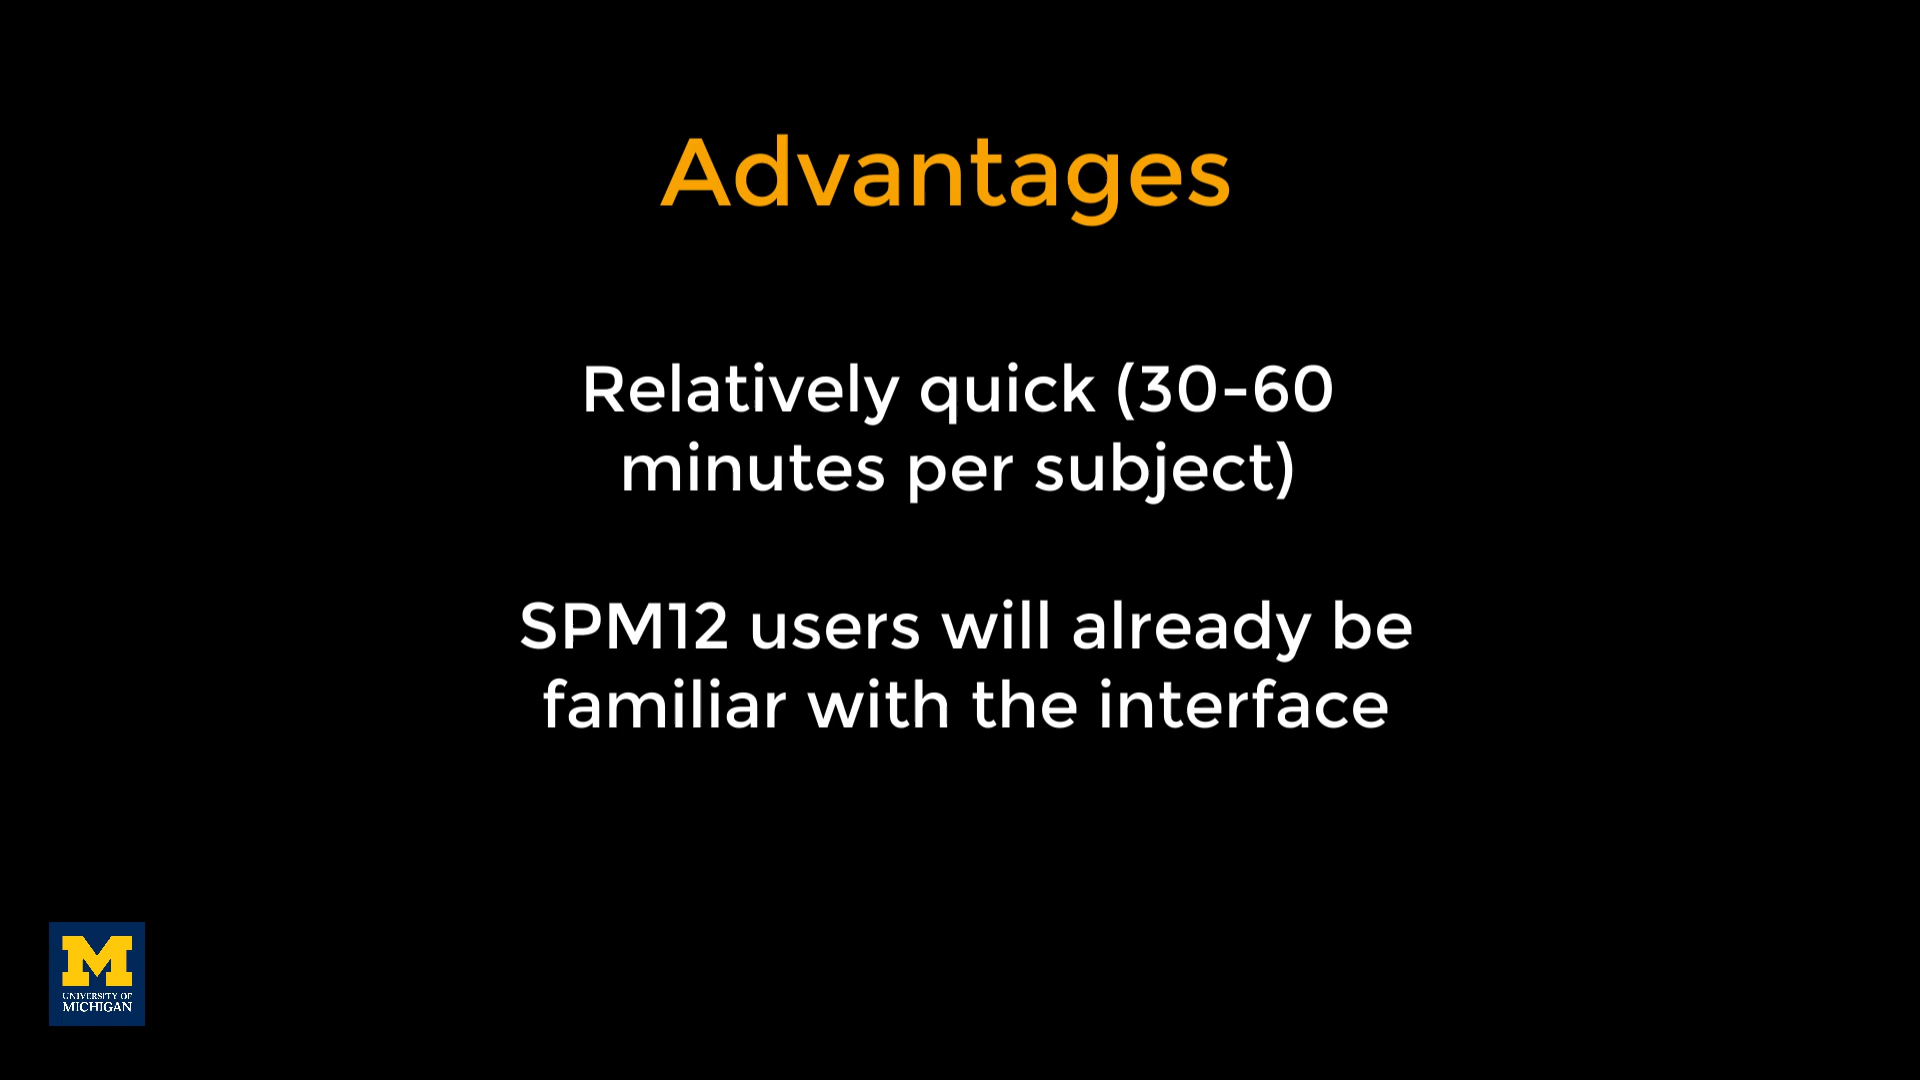 Advantages
Relatively quick (30-60
minutes per subject)
SPM12 users will already be
familiar with the interface
M
UNIVERSITY OF
MICHIGAN